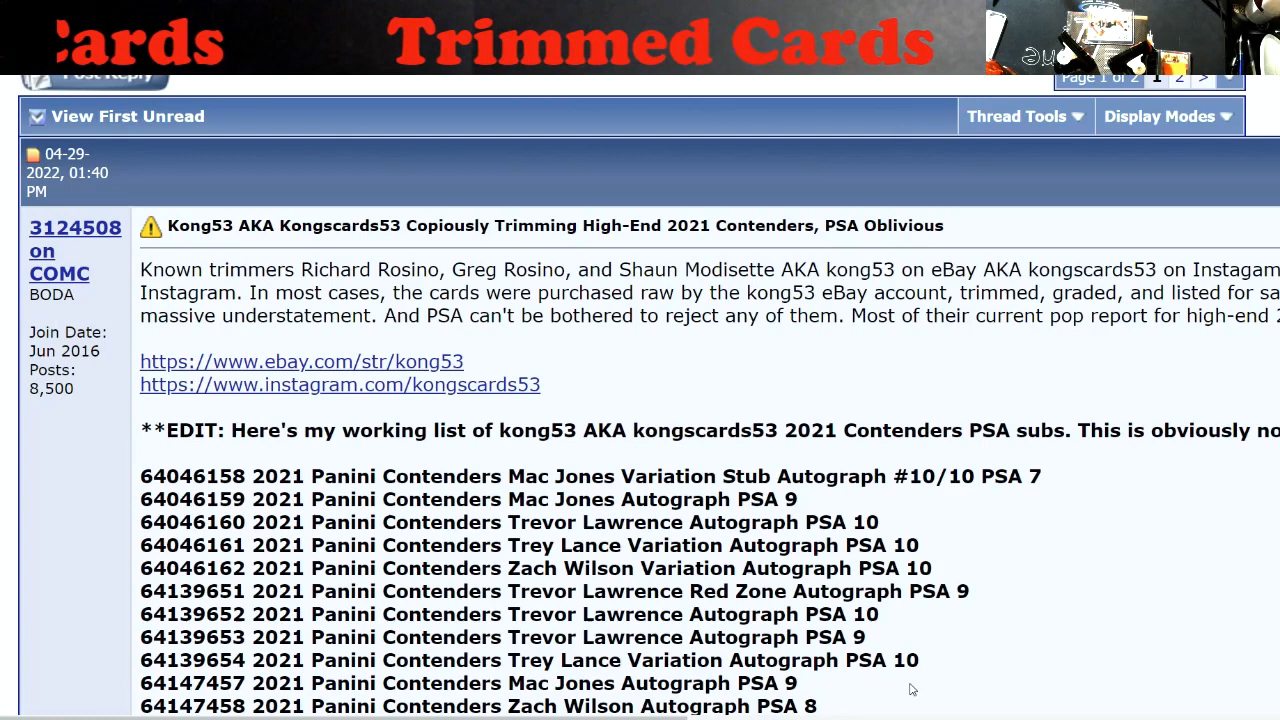 ards Trimmed Cards
Post Reply
Page 1 of 2 1 2 >
View First Unread Thread Tools Display Modes
04-29-
2022, 01:40
PM
3124508
on
COMC
BODA
Join Date:
Jun 2016
Posts:
8,500
Kong53 AKA Kongscards53 Copiously Trimming High-End 2021 Contenders, PSA Oblivious
Known trimmers Richard Rosino, Greg Rosino, and Shaun Modisette AKA kong53 on eBay AKA kongscards53 on Instagam
Instagram. In most cases, the cards were purchased raw by the kong53 eBay account, trimmed, graded, and listed for sa
massive understatement. And PSA can't be bothered to reject any of them. Most of their current pop report for high-end 2
https://www.ebay.com/str/kong53
https://www.instagram.com/kongscards53
**EDIT: Here's my working list of kong53 AKA kongscards53 2021 Contenders PSA subs. This is obviously no
64046158 2021 Panini Contenders Mac Jones Variation Stub Autograph #10/10 PSA 7
64046159 2021 Panini Contenders Mac Jones Autograph PSA 9
64046160 2021 Panini Contenders Trevor Lawrence Autograph PSA 10
64046161 2021 Panini Contenders Trey Lance Variation Autograph PSA 10
64046162 2021 Panini Contenders Zach Wilson Variation Autograph PSA 10
64139651 2021 Panini Contenders Trevor Lawrence Red Zone Autograph PSA 9
64139652 2021 Panini Contenders Trevor Lawrence Autograph PSA 10
64139653 2021 Panini Contenders Trevor Lawrence Autograph PSA 9
64139654 2021 Panini Contenders Trey Lance Variation Autograph PSA 10
64147457 2021 Panini Contenders Mac Jones Autograph PSA 9
64147458 2021 Panini Contenders Zach Wilson Autograph PSA 8